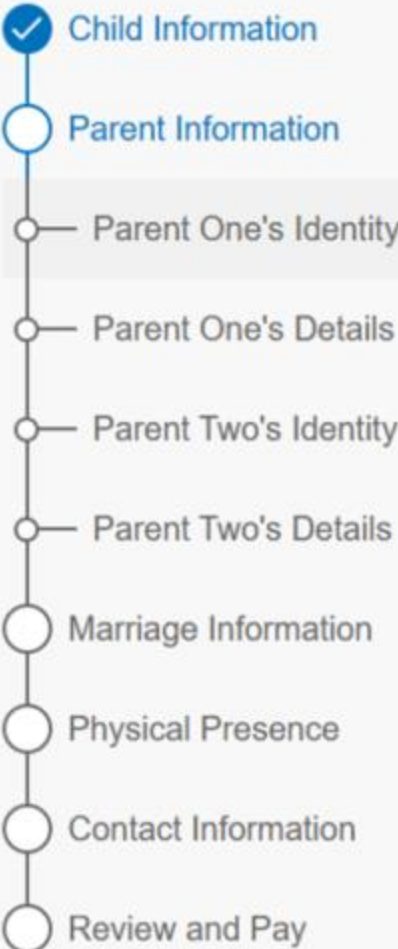 Child Information
Parent Information
Parent One's Identity
Parent One's Details
Parent Two's Identity
Parent Two's Details
Marriage Information
Physical Presence
Contact Information
Review and Pay